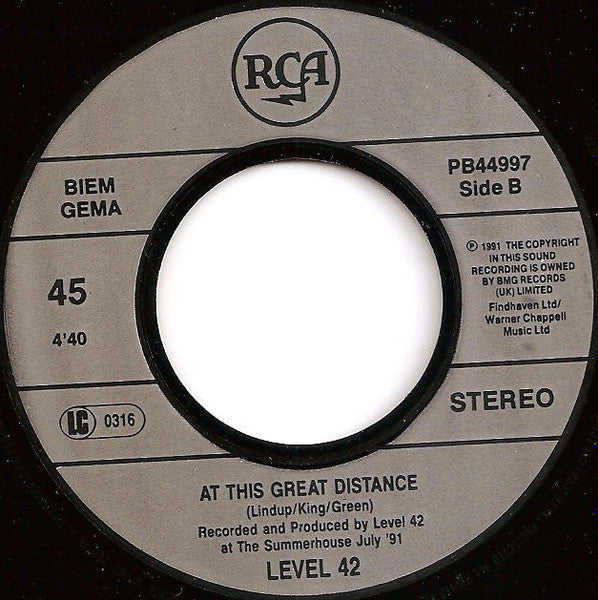 RCA
BIEM
GEMA
PB44997
Side B
45
4'40
℗ 1991 THE COPYRIGHT
IN THIS SOUND
RECORDING IS OWNED
BY BMG RECORDS
(UK) LIMITED
Findhaven Ltd/
Warner Chappell
Music Ltd
LC 0316
STEREO
AT THIS GREAT DISTANCE
(Lindup/King/Green)
Recorded and Produced by Level 42
at The Summerhouse July '91
LEVEL 42